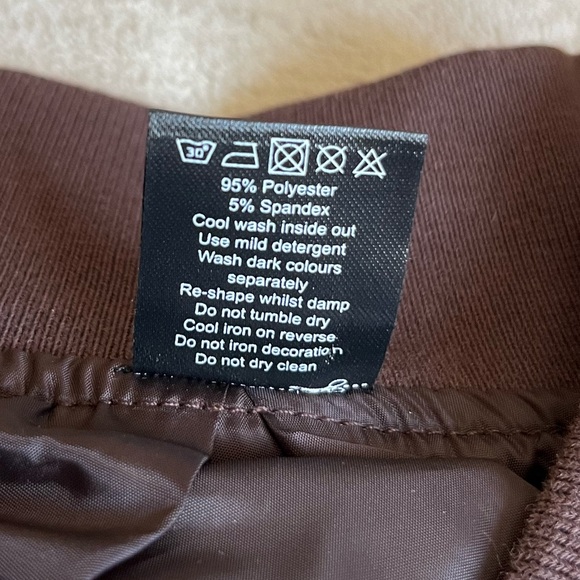 30°
95% Polyester
5% Spandex
Cool wash inside out
Use mild detergent
Wash dark colours
separately
Re-shape whilst damp
Do not tumble dry
Cool iron on reverse
Do not iron decoration
Do not dry clean